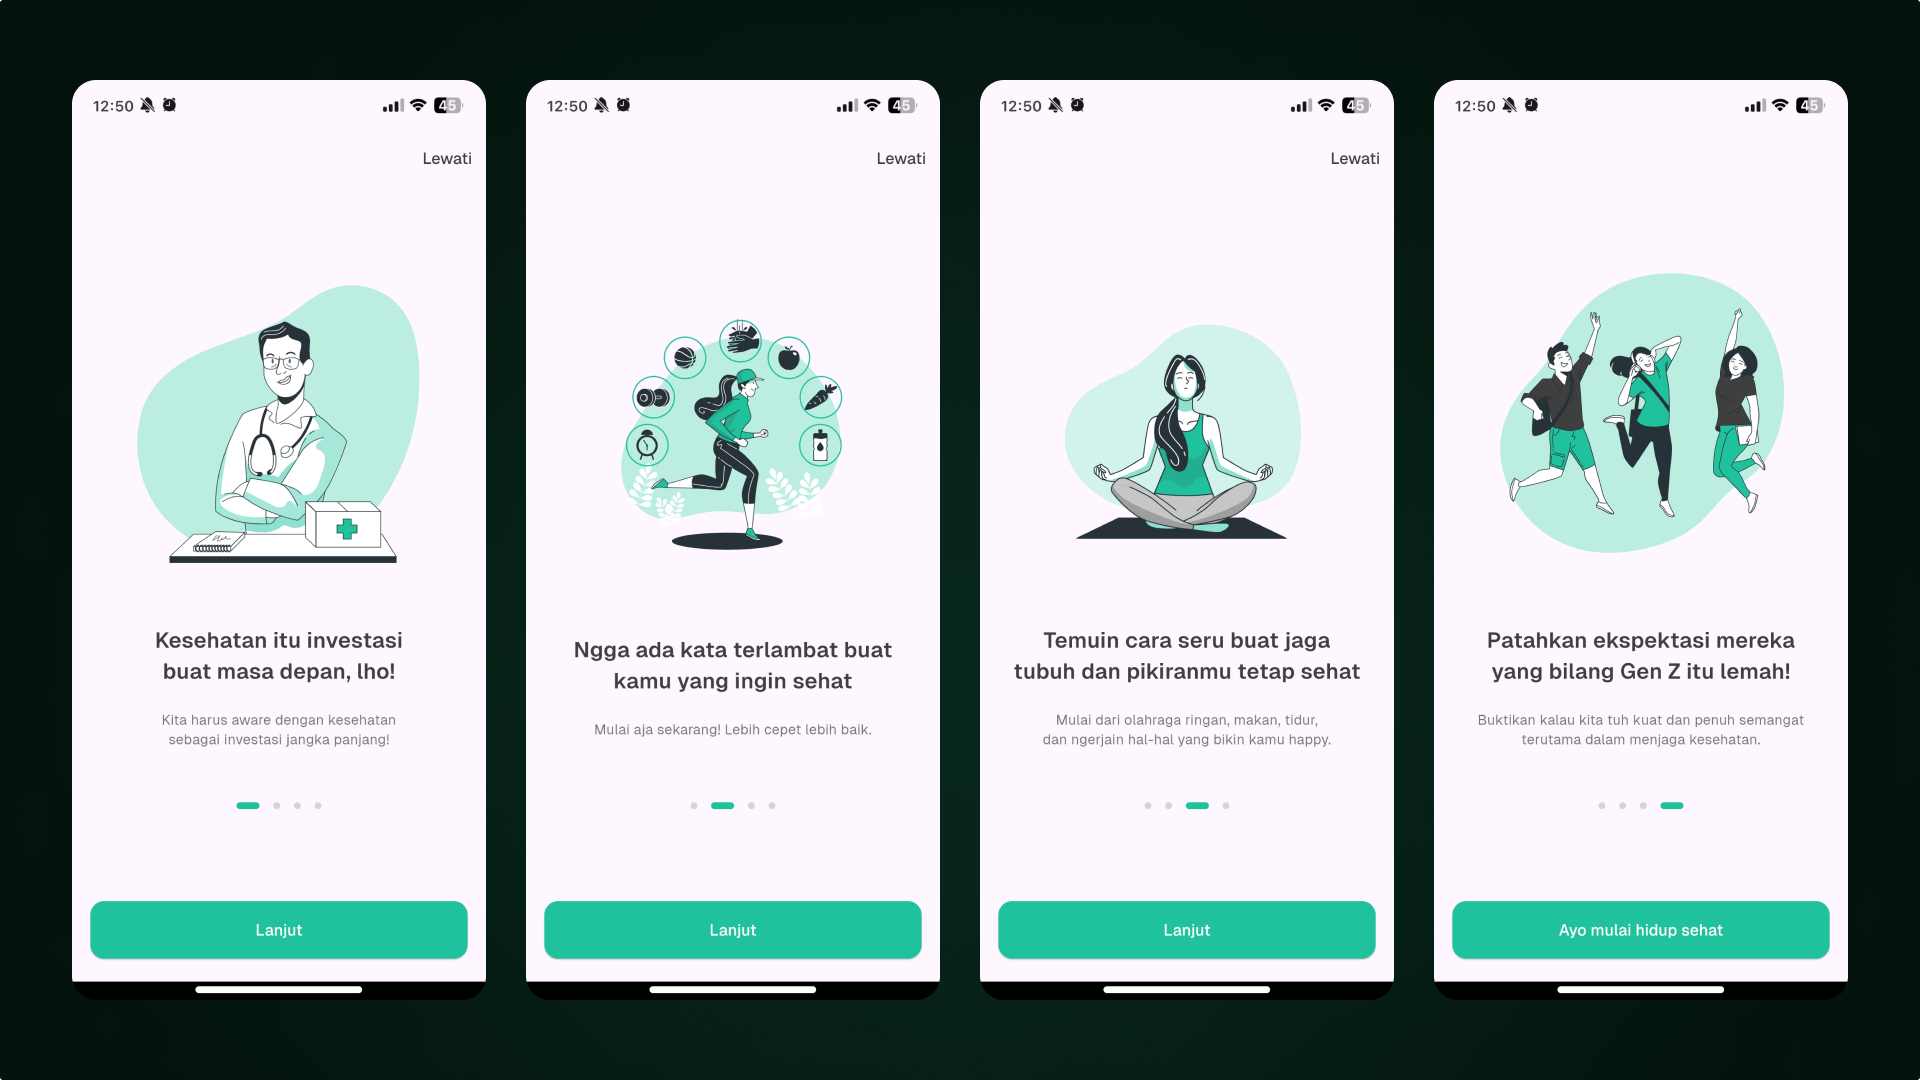 12:50
45
Lewati
Kesehatan itu investasi
buat masa depan, lho!
Kita harus aware dengan kesehatan
sebagai investasi jangka panjang!
Lanjut
12:50
45
Lewati
Ngga ada kata terlambat buat
kamu yang ingin sehat
Mulai aja sekarang! Lebih cepet lebih baik.
Lanjut
12:50
45
Lewati
Temuin cara seru buat jaga
tubuh dan pikiranmu tetap sehat
Mulai dari olahraga ringan, makan, tidur,
dan ngerjain hal-hal yang bikin kamu happy.
Lanjut
12:50
45
Patahkan ekspektasi mereka
yang bilang Gen Z itu lemah!
Buktikan kalau kita tuh kuat dan penuh semangat
terutama dalam menjaga kesehatan.
Ayo mulai hidup sehat